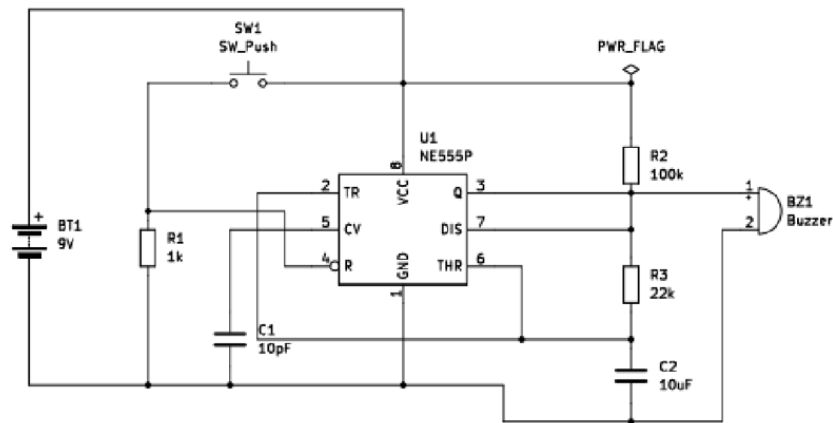 SW1
SW_Push
PWR_FLAG
U1
NE555P
8
R2
100k
2 TR
VCC
Q 3
1
+
BZ1
Buzzer
5 CV
DIS 7
2
+
BT1
9V
R1
1k
4 R
GND
THR 6
R3
22k
1
C1
10pF
C2
10uF